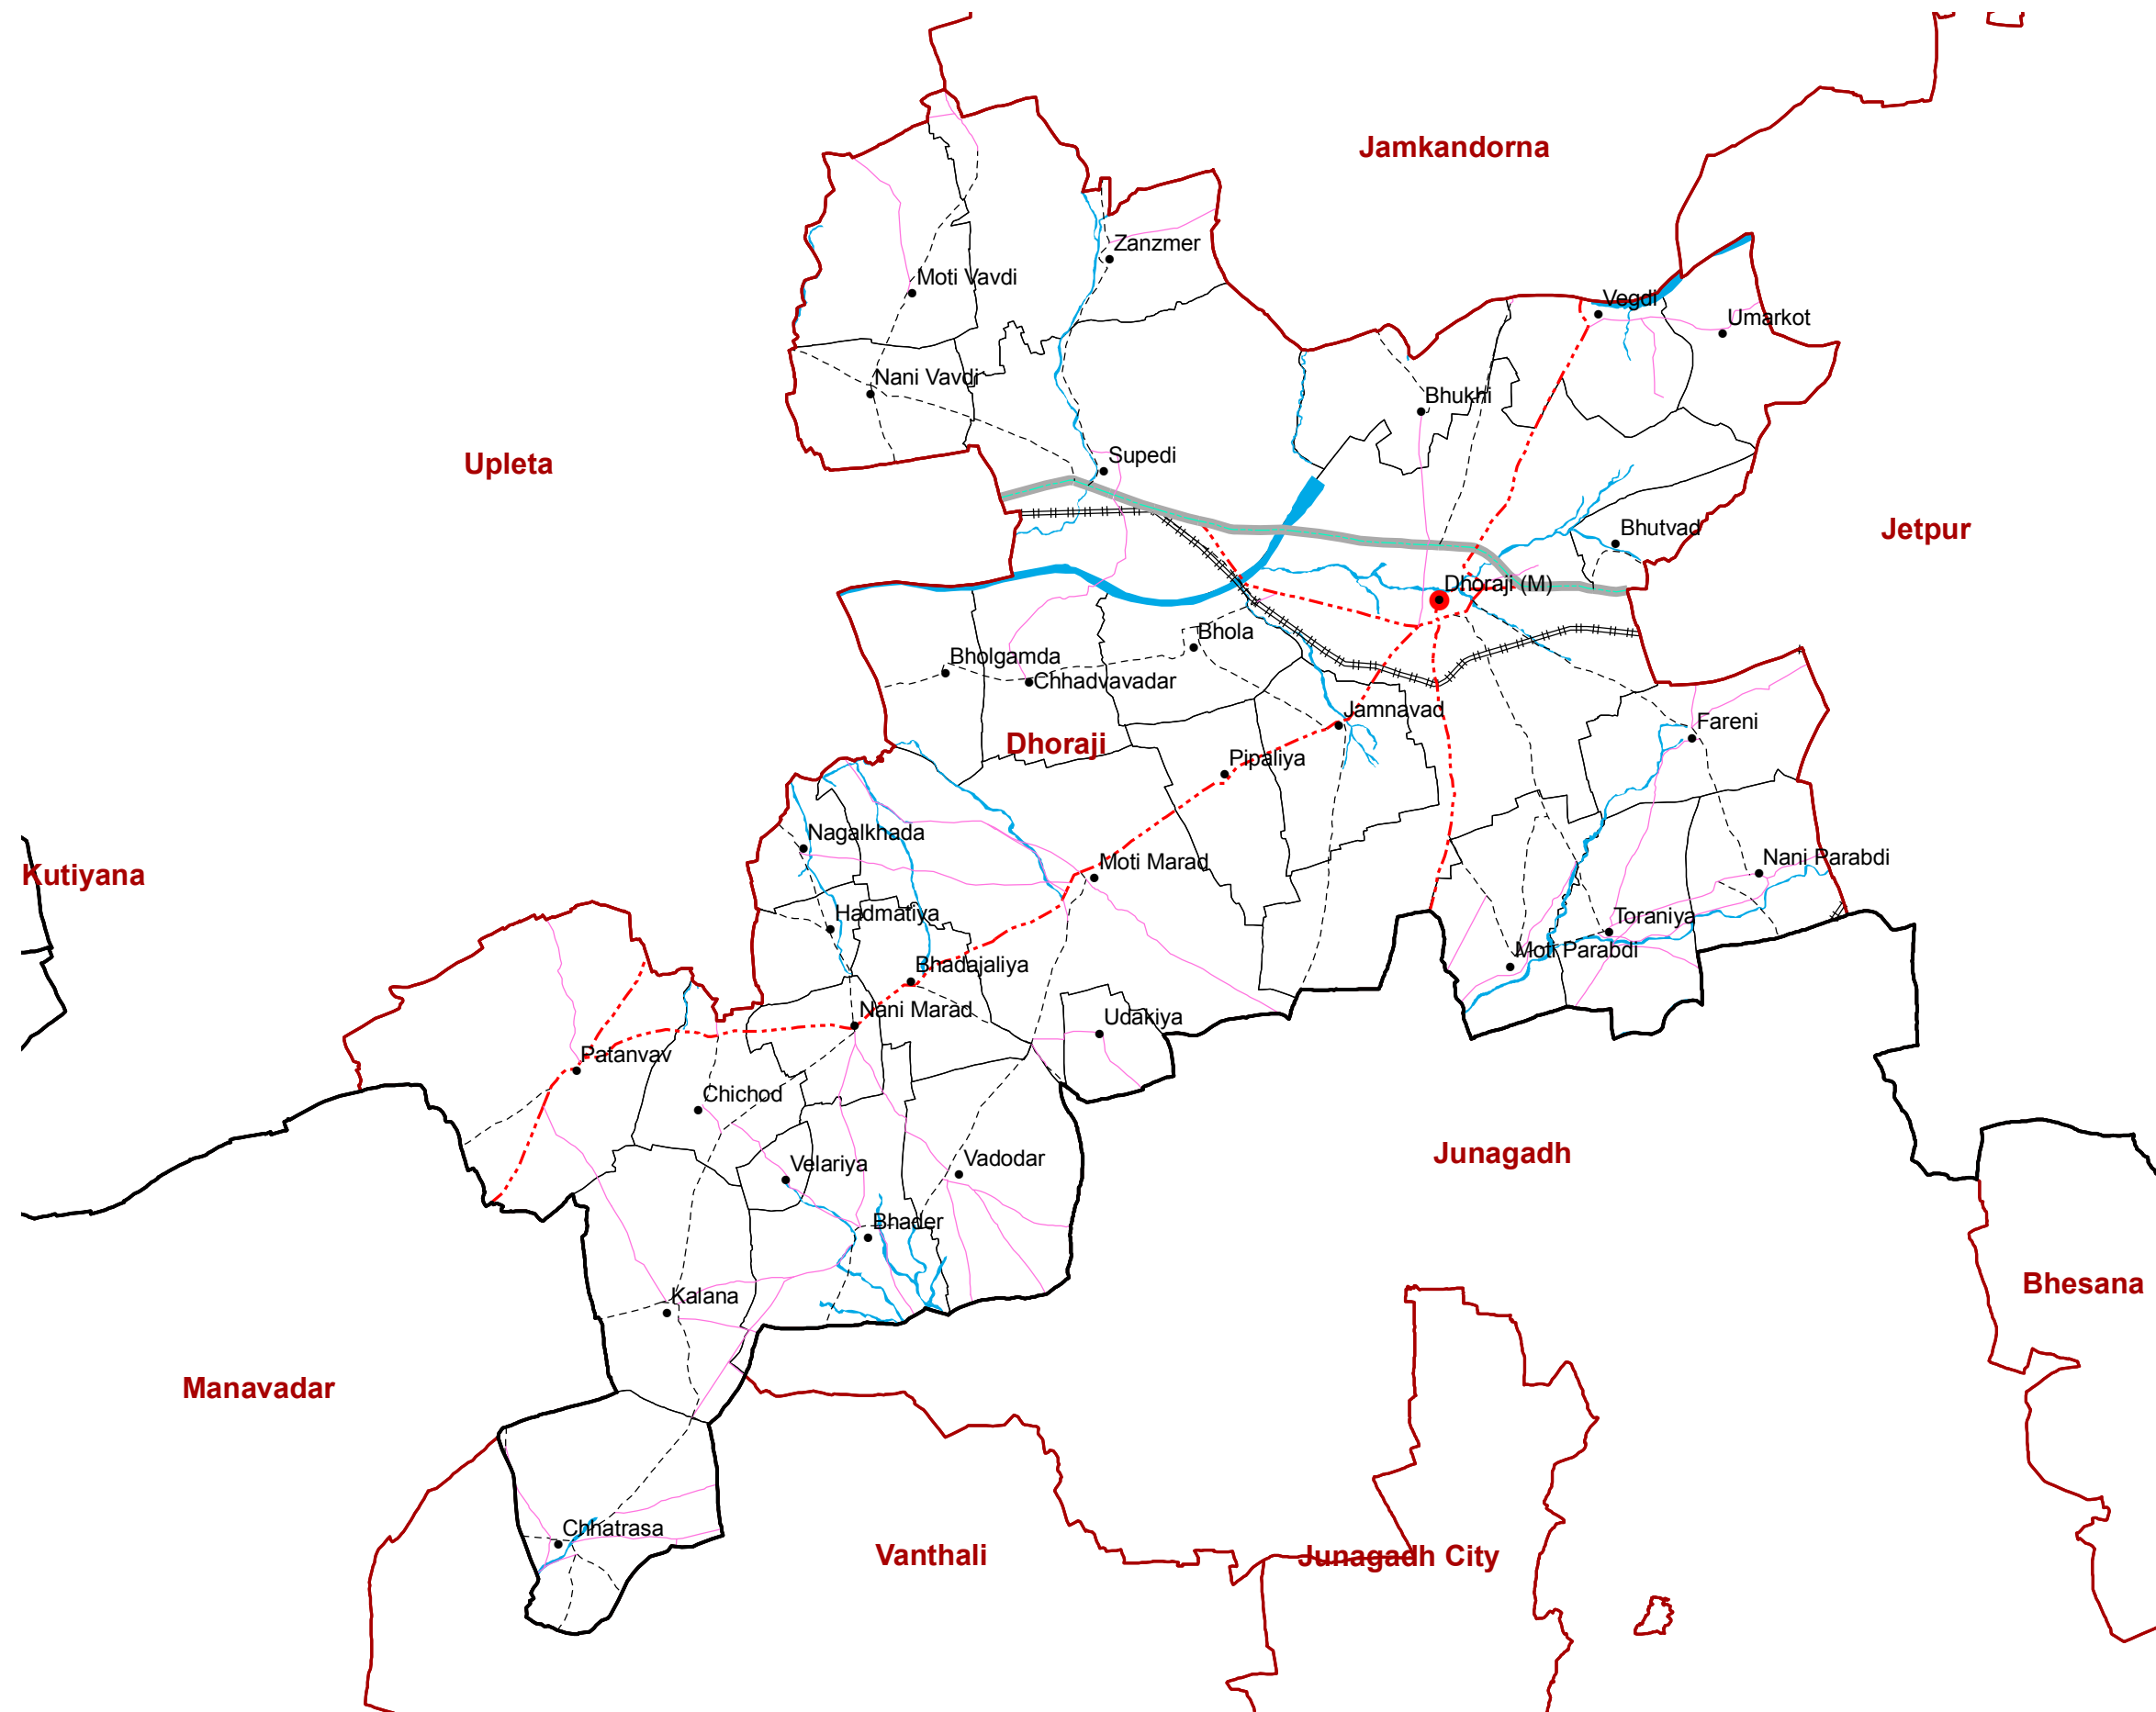 Jamkandorna
Zanzmer
Moti Vavdi
Vegdi
Umarkot
Nani Vavdi
Bhukhi
Supedi
Upleta
Bhutvad
Jetpur
Dhoraji (M)
Bhola
Bholgamda
Chhadvavadar
Jamnavad
Fareni
Dhoraji
Pipaliya
Nagalkhada
Moti Marad
Nani Parabdi
Kutiyana
Hadmatiya
Toraniya
Moti Parabdi
Bhadajaliya
Nani Marad
Udakiya
Patanvav
Chichod
Junagadh
Velariya
Vadodar
Bhader
Bhesana
Kalana
Manavadar
Chhatrasa
Vanthali
Junagadh City